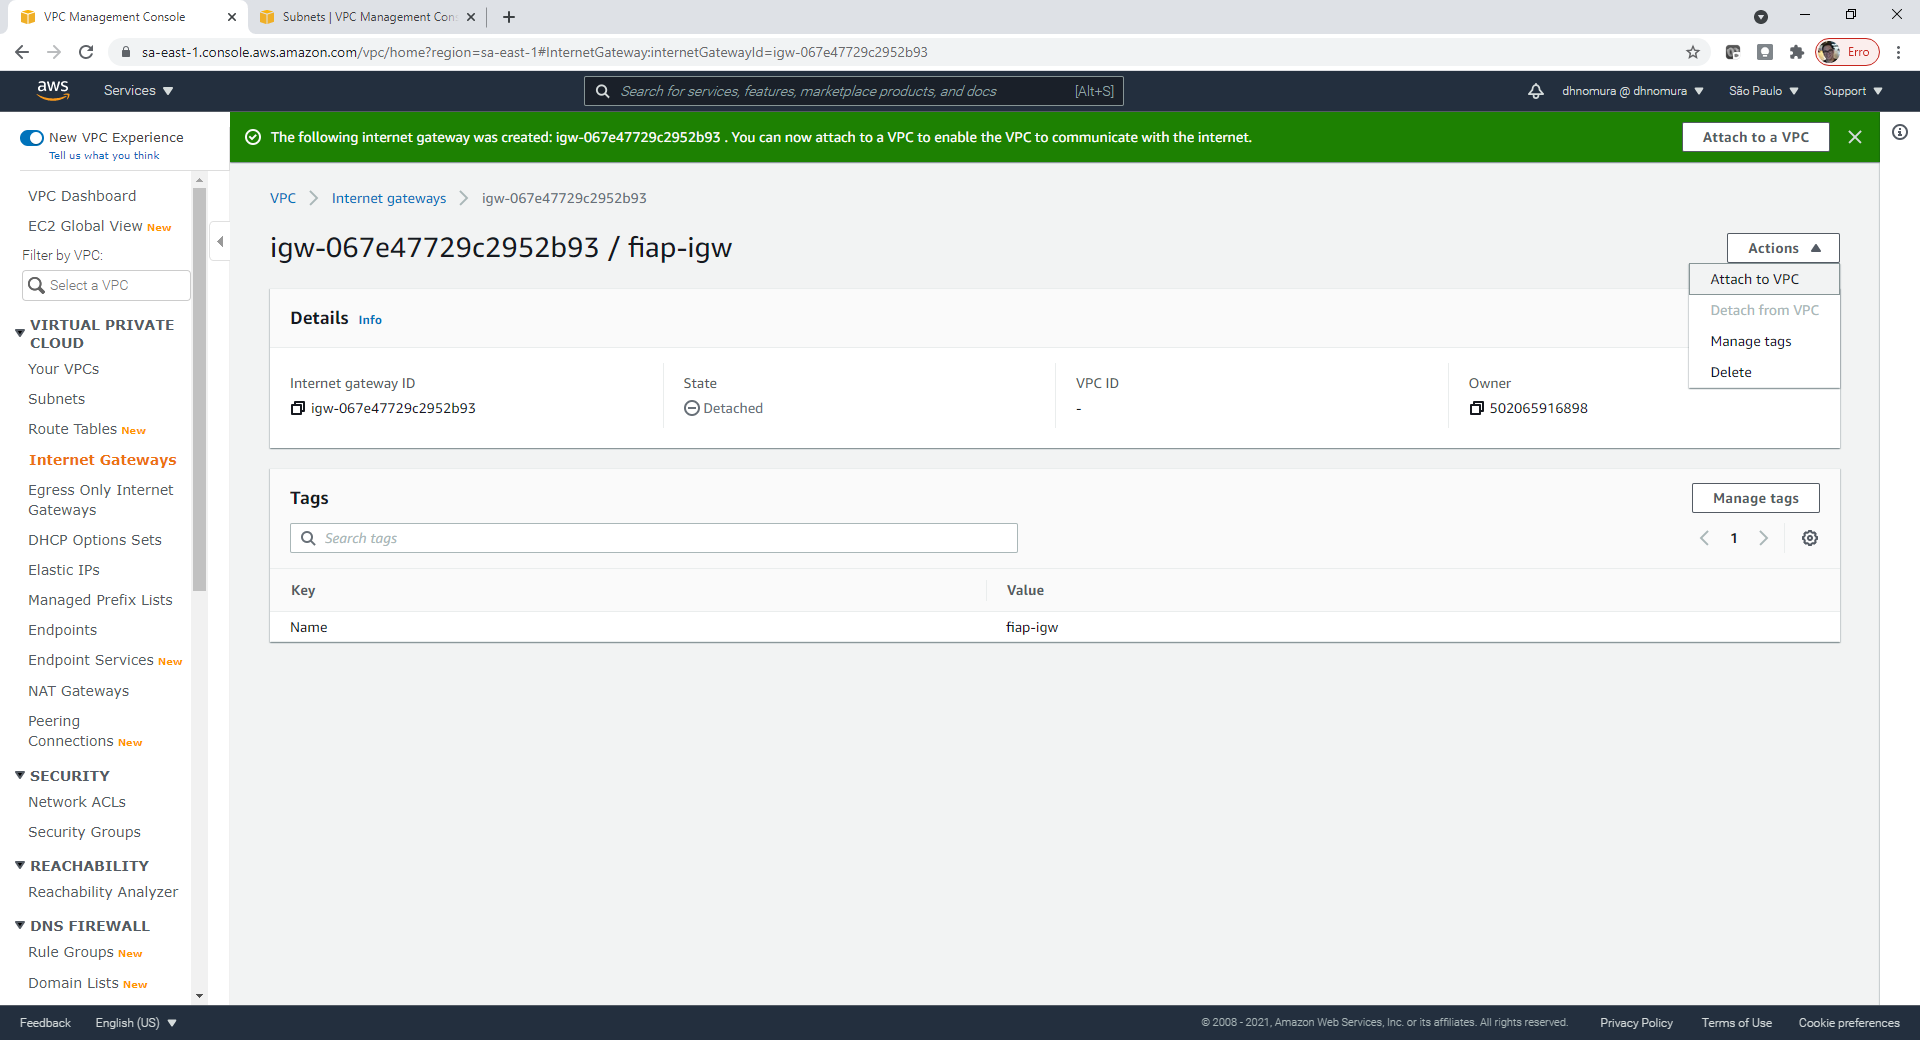 VPC Management Console
Subnets | VPC Management Con
sa-east-1.console.aws.amazon.com/vpc/home?region=sa-east-1#InternetGateway:internetGatewayId=igw-067e47729c2952b93
Erro
aws
Services
Search for services, features, marketplace products, and docs
[Alt+S]
dhnomura @ dhnomura
São Paulo
Support
New VPC Experience
Tell us what you think
The following internet gateway was created: igw-067e47729c2952b93 . You can now attach to a VPC to enable the VPC to communicate with the internet.
Attach to a VPC
VPC Dashboard
EC2 Global View New
Filter by VPC:
Select a VPC
VIRTUAL PRIVATE
CLOUD
Your VPCs
Subnets
Route Tables New
Internet Gateways
Egress Only Internet
Gateways
DHCP Options Sets
Elastic IPs
Managed Prefix Lists
Endpoints
Endpoint Services New
NAT Gateways
Peering
Connections New
SECURITY
Network ACLs
Security Groups
REACHABILITY
Reachability Analyzer
DNS FIREWALL
Rule Groups New
Domain Lists New
VPC
Internet gateways
igw-067e47729c2952b93
igw-067e47729c2952b93 / fiap-igw
Actions
Attach to VPC
Detach from VPC
Manage tags
Delete
Details Info
Internet gateway ID
igw-067e47729c2952b93
State
Detached
VPC ID
-
Owner
502065916898
Tags
Manage tags
Search tags
1
Key
Value
Name
fiap-igw
Feedback
English (US)
© 2008 - 2021, Amazon Web Services, Inc. or its affiliates. All rights reserved.
Privacy Policy
Terms of Use
Cookie preferences